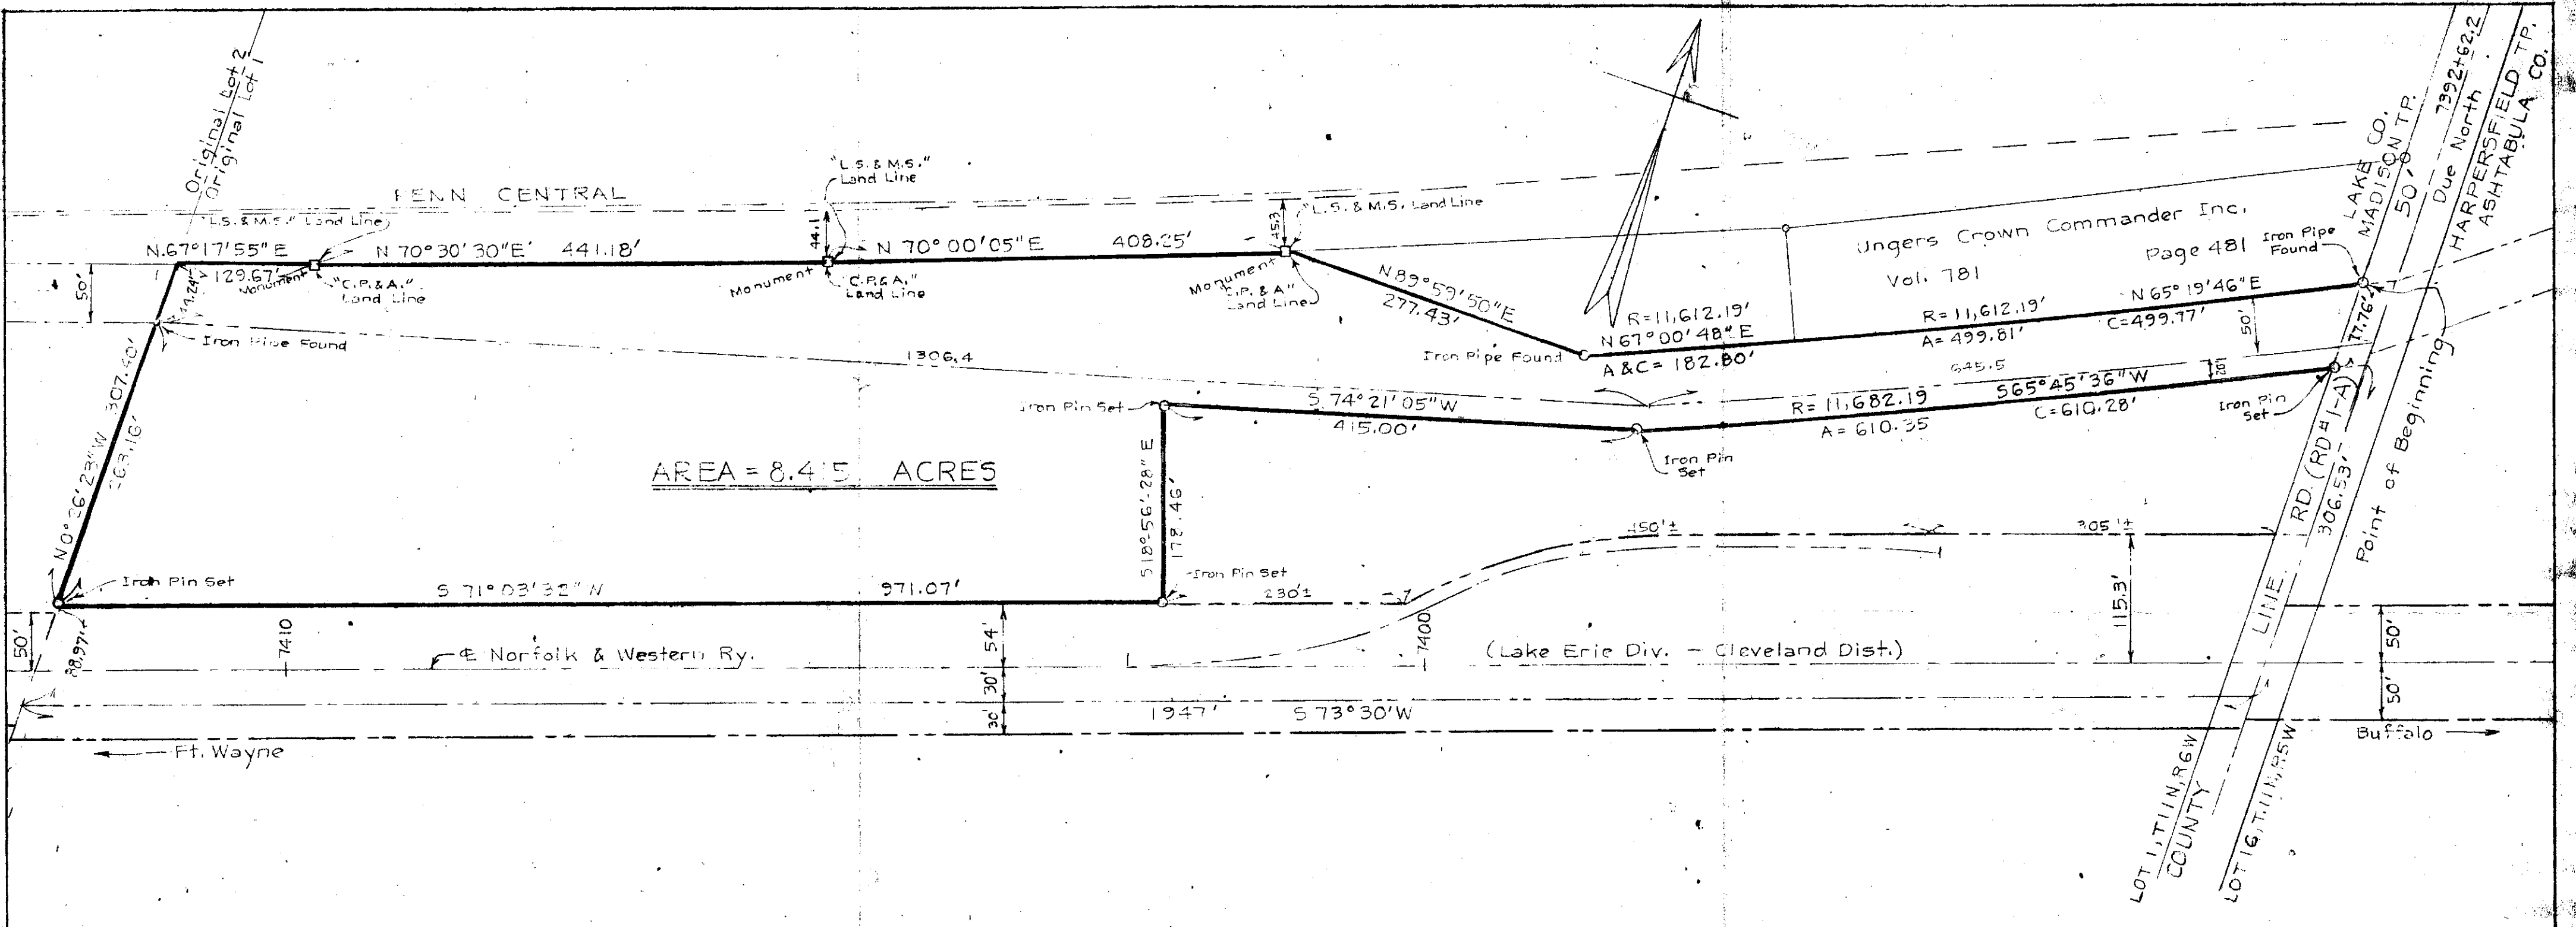 Original Lot 2
Original Lot 1
PENN CENTRAL
"L.S. & M.S." Land Line
N.67°17'55"E
129.67'
Monument
"C.P. & A."
Land Line
N 70°30'30"E
441.18'
"L.S. & M.S."
Land Line
44.1
Monument
"C.P. & A."
Land Line
N 70°00'05"E
408.25'
45.3
"L.S. & M.S. Land Line
Monument
"C.P. & A"
Land Line
N 89°59'50"E
277.43'
Iron Pipe Found
R=11,612.19'
N 67°00'48"E
A & C= 182.80'
Ungers Crown Commander Inc.
Vol. 781
Page 481
Iron Pipe
Found
R=11,612.19'
A= 499.81'
N 65°19'46"E
C=499.77'
50'
LAKE CO.
MADISON TP.
50'
7392+62.2
Due North
HARPERSFIELD TP.
ASHTABULA CO.
77.76'
Point of Beginning
50'
44.24'
Iron Pipe Found
1306.4
N 0°26'23"W 307.40'
263.16'
Iron Pin Set
S 74°21'05"W
415.00'
645.5
R= 11,682.19
A= 610.35
S65°45'36"W
C=610.28'
Iron Pin
Set
Iron Pin
Set
AREA = 8.415 ACRES
S18°-56'-28"E
178.46'
Iron Pin Set
230'±
450'±
305'±
115.3'
RD. (RD # 1-A)
306.53'
Iron Pin Set
S 71°03'32"W
971.07'
50'
88.97'
7410
54'
30'
30'
₵ Norfolk & Western Ry.
7400
(Lake Erie Div. - Cleveland Dist.)
1947'
S 73°30'W
LINE
50'
50'
Ft. Wayne
Buffalo
LOT 1, T11N, R6W
COUNTY
LOT 16, T.11N, R5W